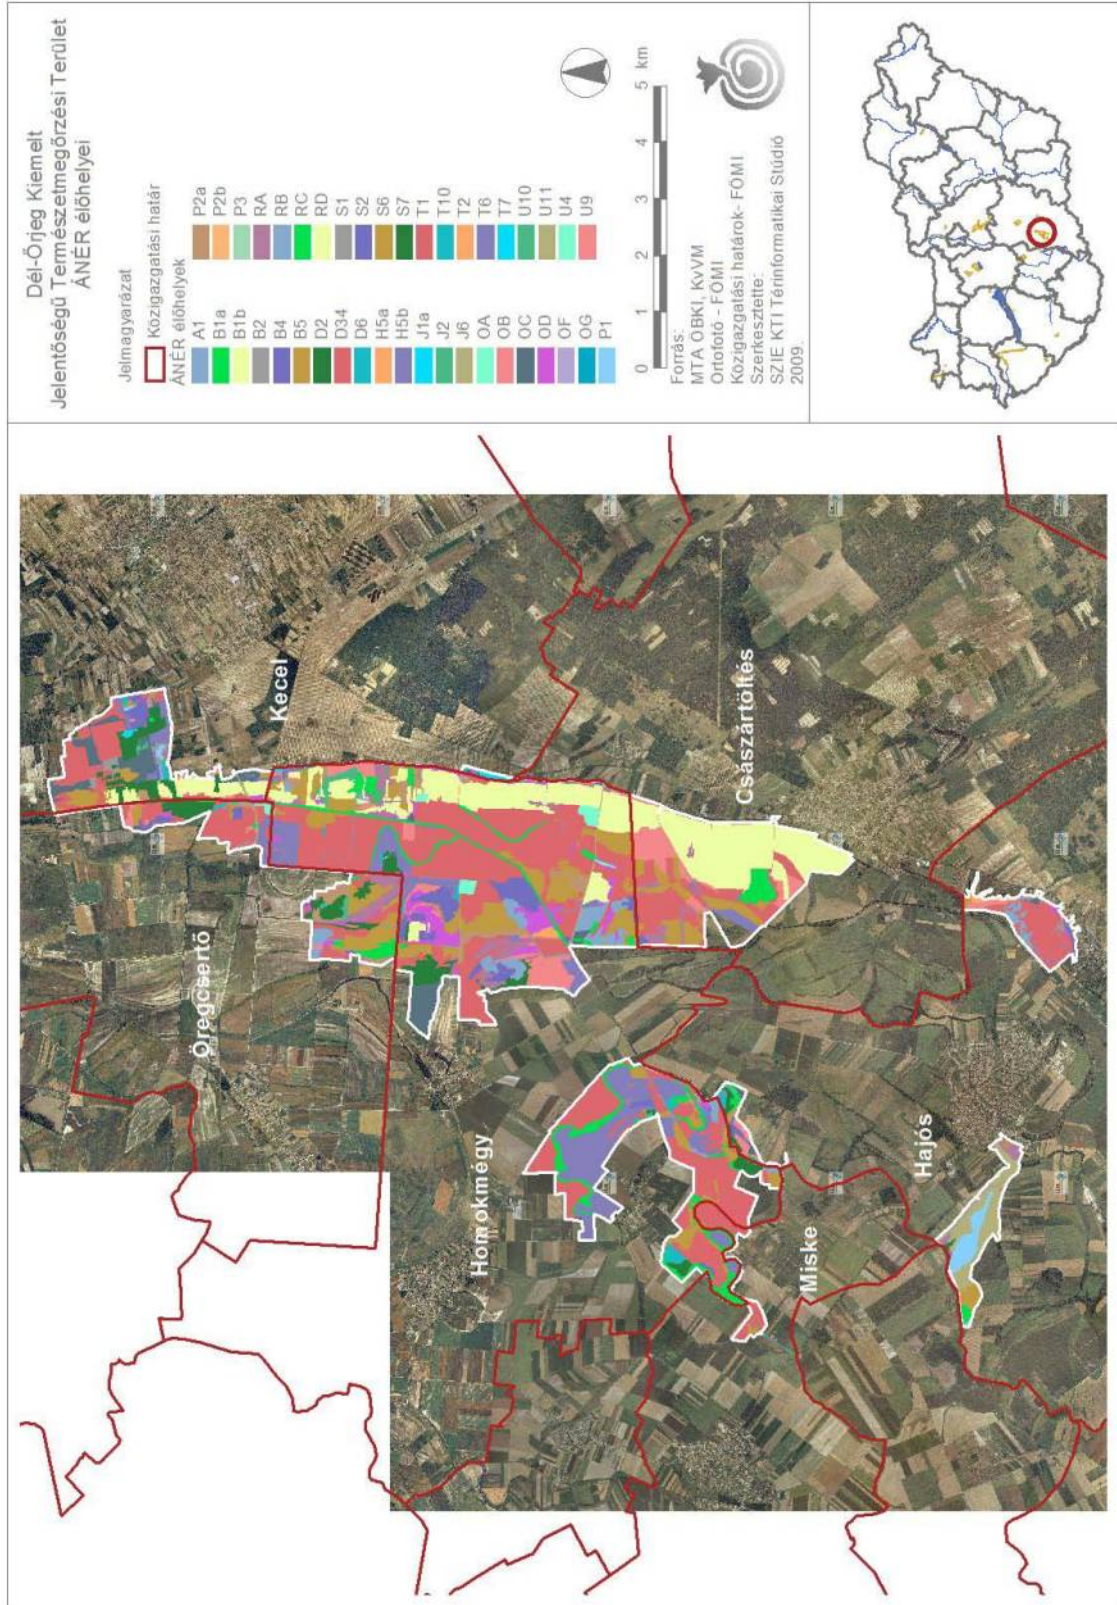 Dél-Őrjeg Kiemelt
Jelentőségű Természetmegőrzési Terület
ÁNÉR élőhelyei
Jelmagyarázat
Közigazgatási határ
ÁNÉR élőhelyek
A1
B1a
B1b
B2
B4
B5
D2
D34
D6
H5a
H5b
J1a
J2
J6
OA
OB
OC
OD
OF
OG
P1
P2a
P2b
P3
RA
RB
RC
RD
S1
S2
S6
S7
T1
T10
T2
T6
T7
U10
U11
U4
U9
0 1 2 3 4 5 km
Forrás:
MTA ÖBKI, KvVM
Ortofotó - FÖMI
Közigazgatási határok- FÖMI
Szerkesztette:
SZIE KTI Térinformatikai Stúdió
2009.
Kecel
Öregcsertő
Császártöltés
Homokmégy
Hajós
Miske